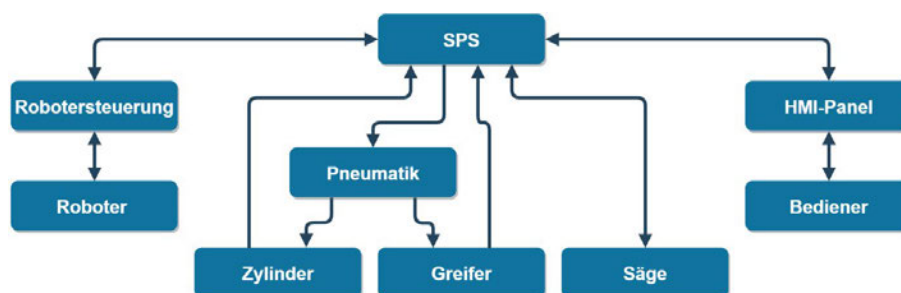 SPS
Robotersteuerung
HMI-Panel
Pneumatik
Roboter
Bediener
Zylinder
Greifer
Säge